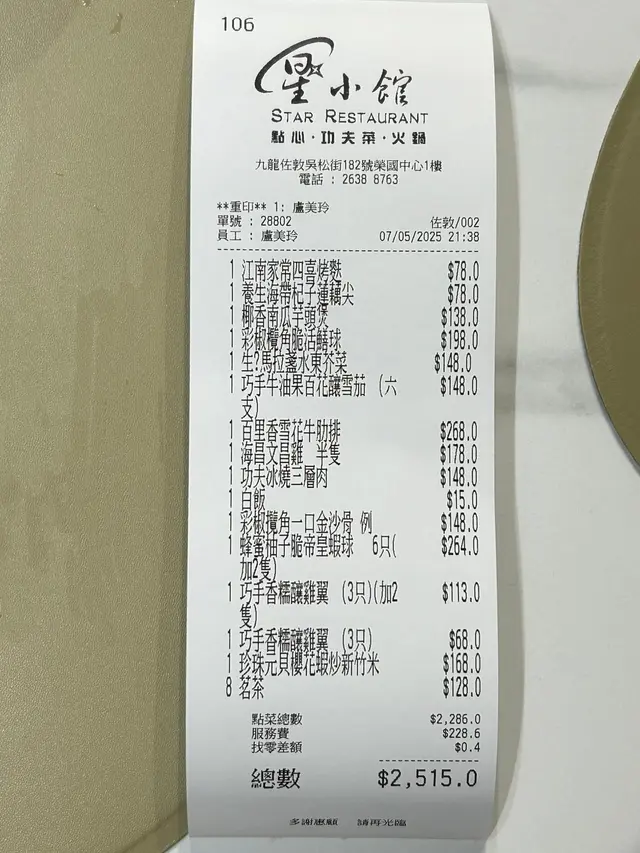 106
星小館
STAR RESTAURANT
點心·功夫菜·火鍋
九龍佐敦吳松街182號榮國中心1樓
電話 : 2638 8763
**重印** 1: 盧美玲
單號 : 28802 佐敦/002
員工 : 盧美玲 07/05/2025 21:38
1 江南家常四喜烤麩 $78.0
1 養生海帶杞子蓮藕尖 $78.0
1 椰香南瓜芋頭煲 $138.0
1 彩椒欖角脆活鱔球 $198.0
1 生?馬拉盞水東芥菜 $148.0
1 巧手牛油果百花釀雪茄 (六 $148.0
支)
1 百里香雪花牛肋排 $268.0
1 海昌文昌雞 半隻 $178.0
1 功夫冰燒三層肉 $148.0
1 白飯 $15.0
1 彩椒攬角一口金沙骨 例 $148.0
1 蜂蜜柚子脆帝皇蝦球 6只( $264.0
加2隻)
1 巧手香糯釀雞翼 (3只)(加2 $113.0
隻)
1 巧手香糯釀雞翼 (3只) $68.0
1 珍珠元貝櫻花蝦炒新竹米 $168.0
8 茗茶 $128.0
點菜總數 $2,286.0
服務費 $228.6
找零差額 $0.4
總數 $2,515.0
多謝惠顧 請再光臨